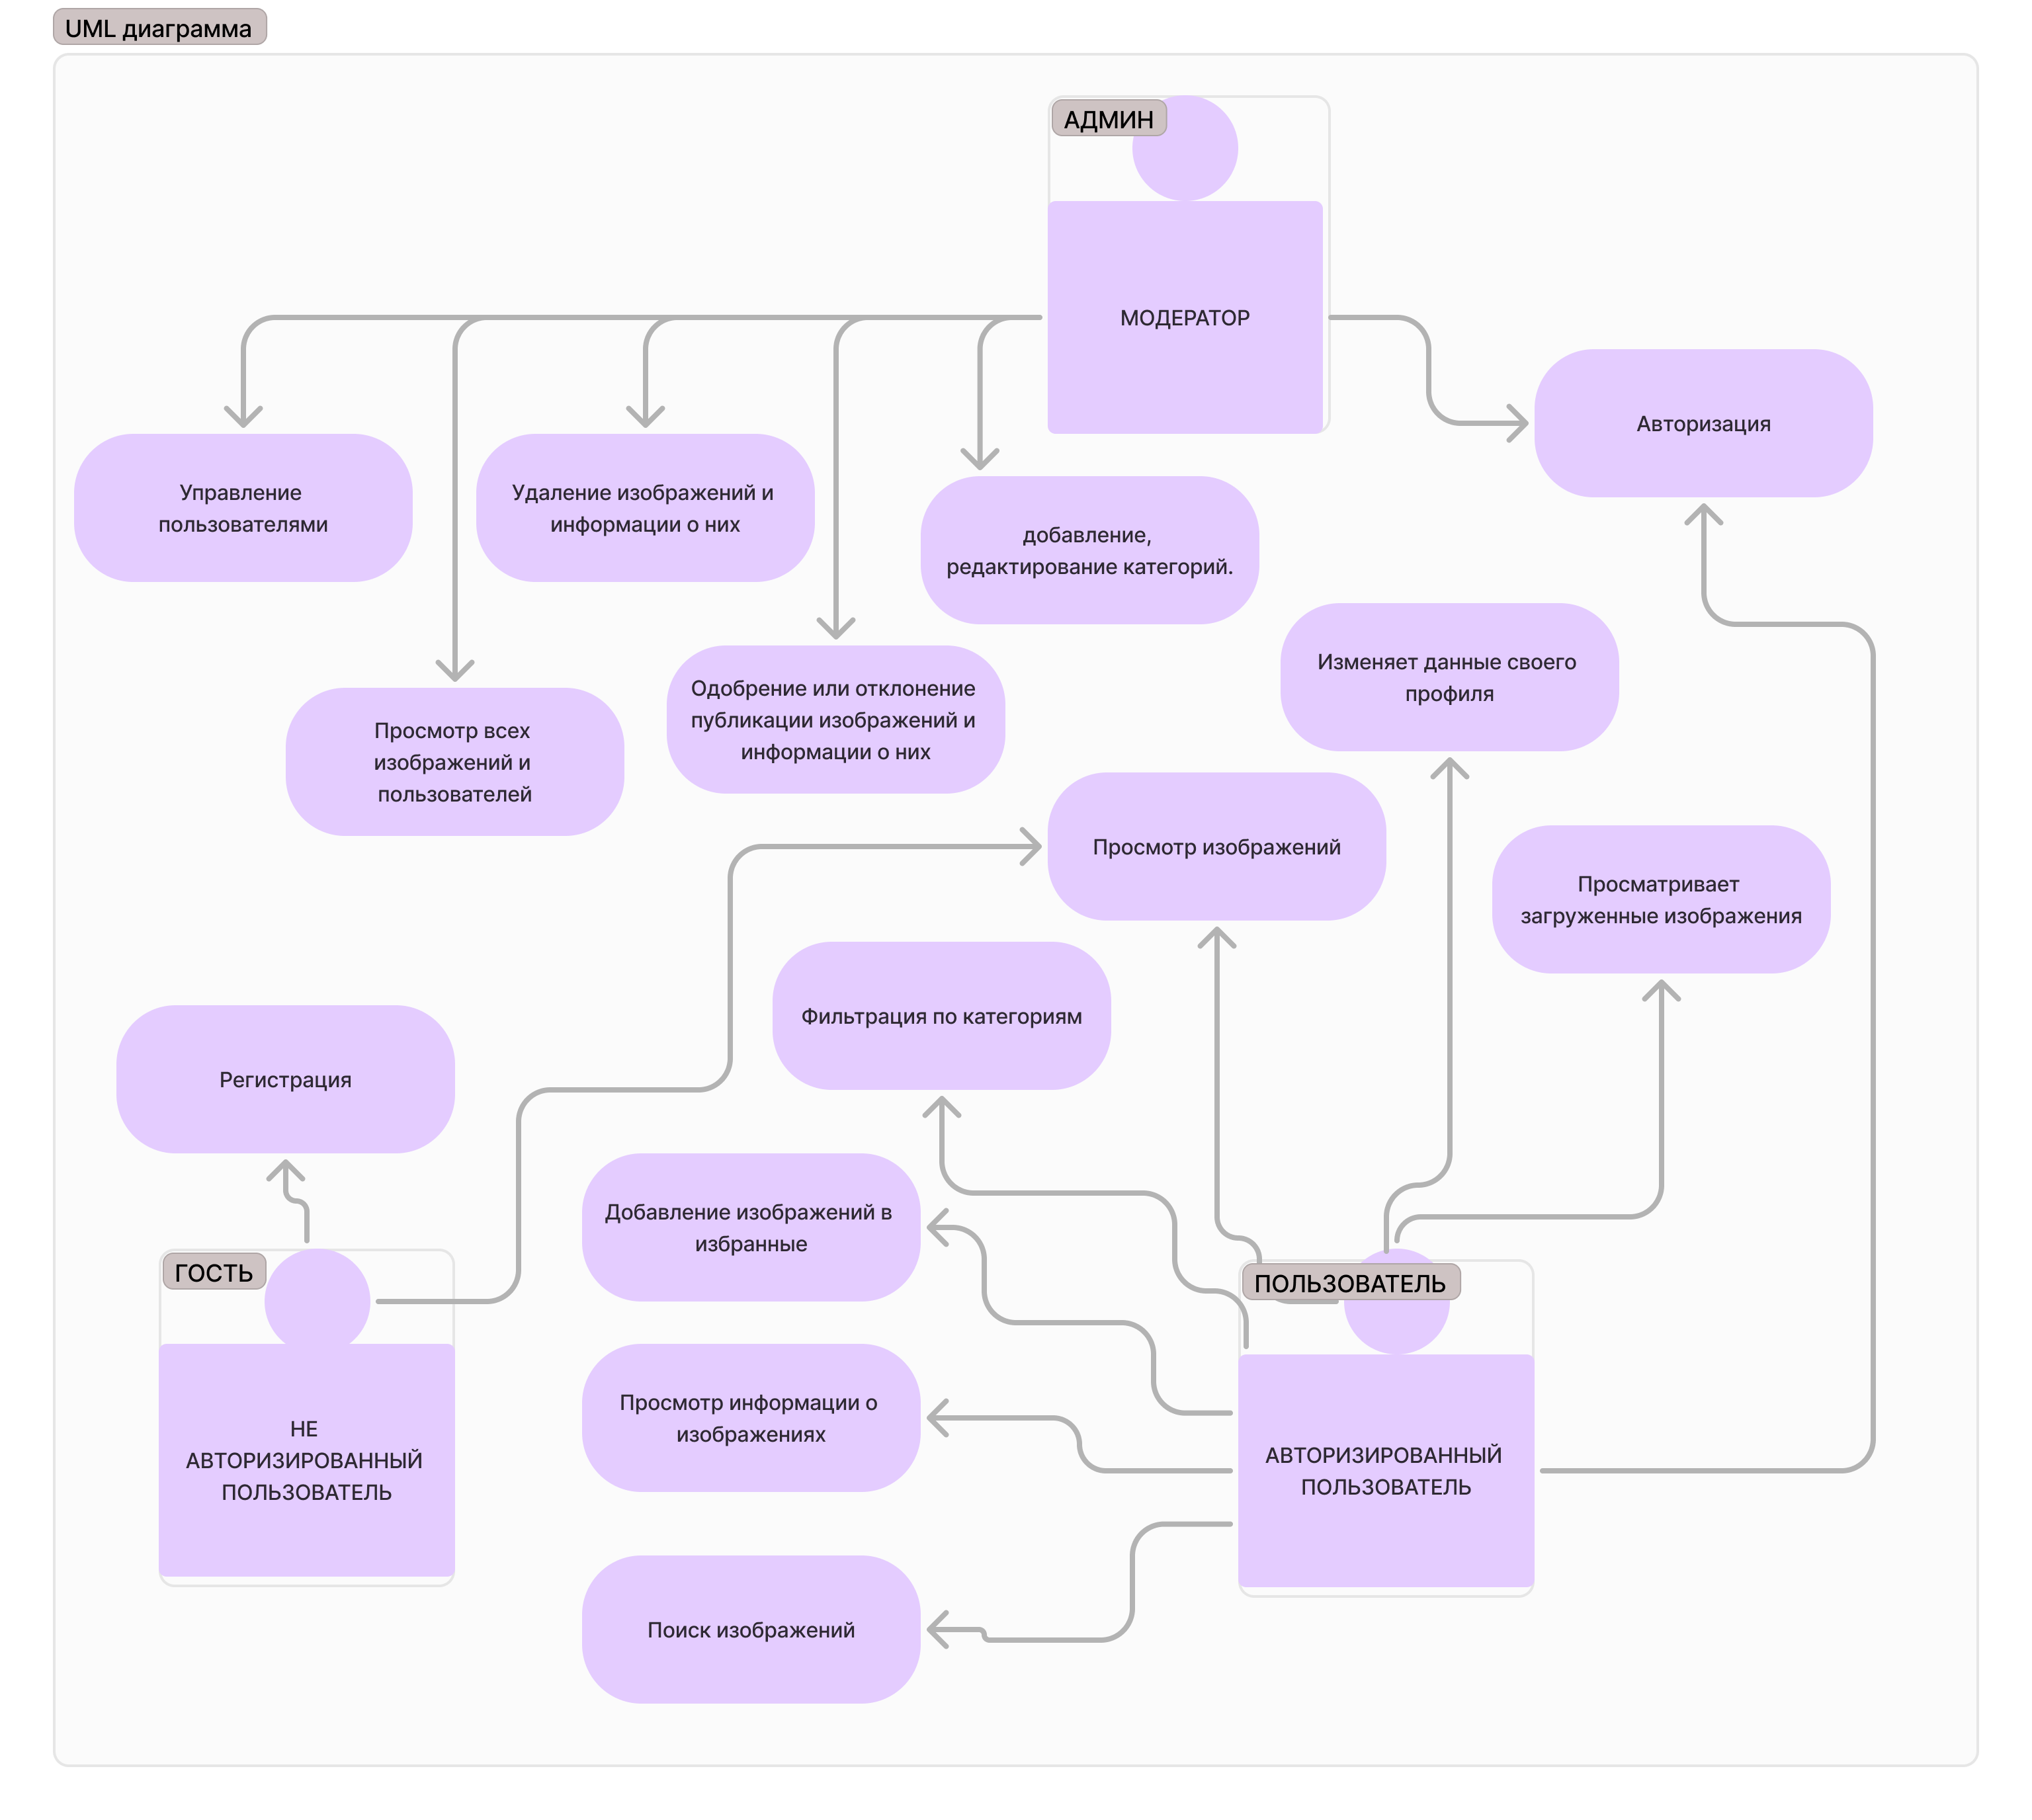 UML диаграмма
АДМИН
МОДЕРАТОР
Авторизация
Управление
пользователями
Удаление изображений и
информации о них
добавление,
редактирование категорий.
Просмотр всех
изображений и
пользователей
Одобрение или отклонение
публикации изображений и
информации о них
Изменяет данные своего
профиля
Просмотр изображений
Просматривает
загруженные изображения
Фильтрация по категориям
Регистрация
Добавление изображений в
избранные
ГОСТЬ
НЕ
АВТОРИЗИРОВАННЫЙ
ПОЛЬЗОВАТЕЛЬ
Просмотр информации о
изображениях
ПОЛЬЗОВАТЕЛЬ
АВТОРИЗИРОВАННЫЙ
ПОЛЬЗОВАТЕЛЬ
Поиск изображений